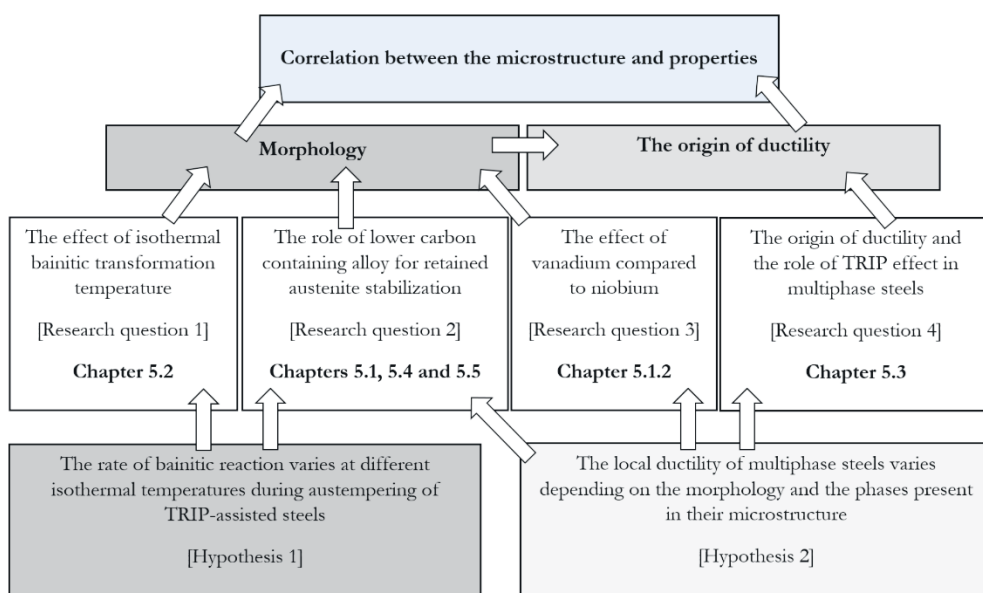 Correlation between the microstructure and properties
Morphology
The origin of ductility
The effect of isothermal
bainitic transformation
temperature
[Research question 1]
Chapter 5.2
The role of lower carbon
containing alloy for retained
austenite stabilization
[Research question 2]
Chapters 5.1, 5.4 and 5.5
The effect of
vanadium compared
to niobium
[Research question 3]
Chapter 5.1.2
The origin of ductility and
the role of TRIP effect in
multiphase steels
[Research question 4]
Chapter 5.3
The rate of bainitic reaction varies at different
isothermal temperatures during austempering of
TRIP-assisted steels
[Hypothesis 1]
The local ductility of multiphase steels varies
depending on the morphology and the phases present
in their microstructure
[Hypothesis 2]